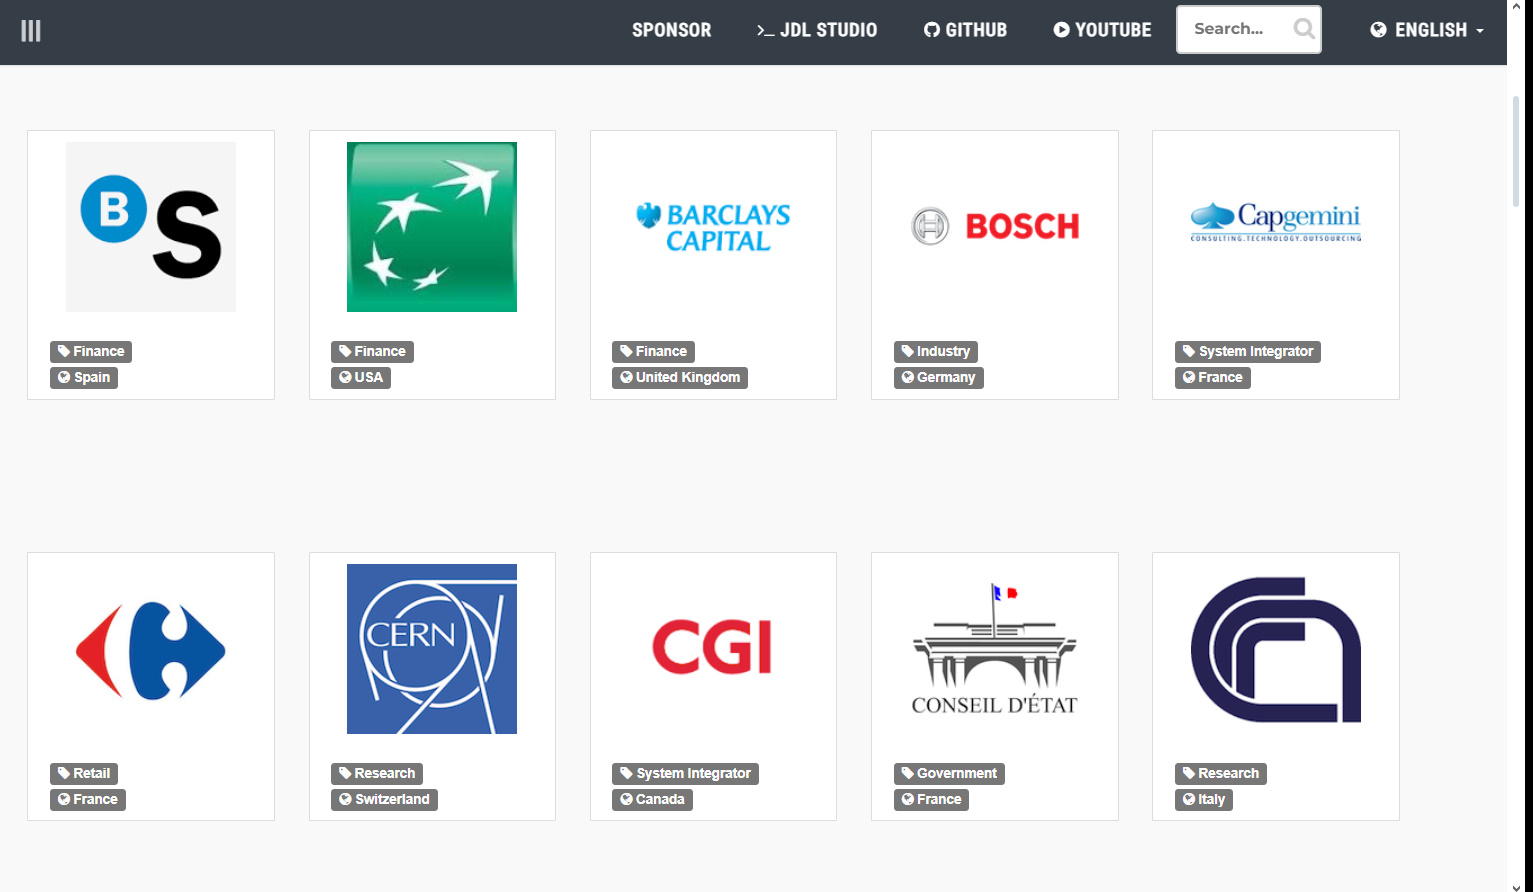 SPONSOR
>_ JDL STUDIO
GITHUB
YOUTUBE
Search...
ENGLISH
B
S
BARCLAYS
CAPITAL
BOSCH
Capgemini
CONSULTING.TECHNOLOGY.OUTSOURCING
Finance
Spain
Finance
USA
Finance
United Kingdom
Industry
Germany
System Integrator
France
CERN
CGI
CONSEIL D'ÉTAT
Retail
France
Research
Switzerland
System Integrator
Canada
Government
France
Research
Italy